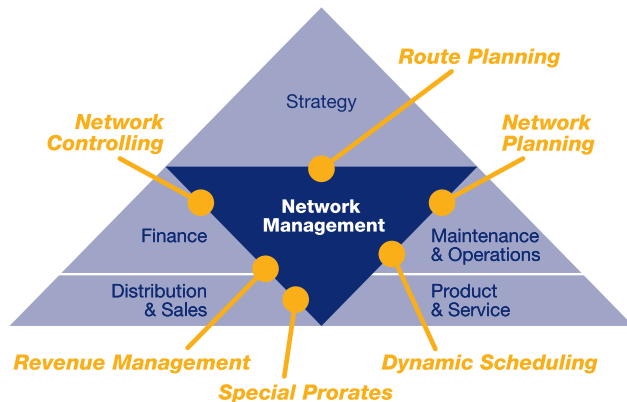 Route Planning
Strategy
Network
Controlling
Network
Planning
Network
Management
Finance
Maintenance
& Operations
Distribution
& Sales
Product
& Service
Revenue Management
Dynamic Scheduling
Special Prorates